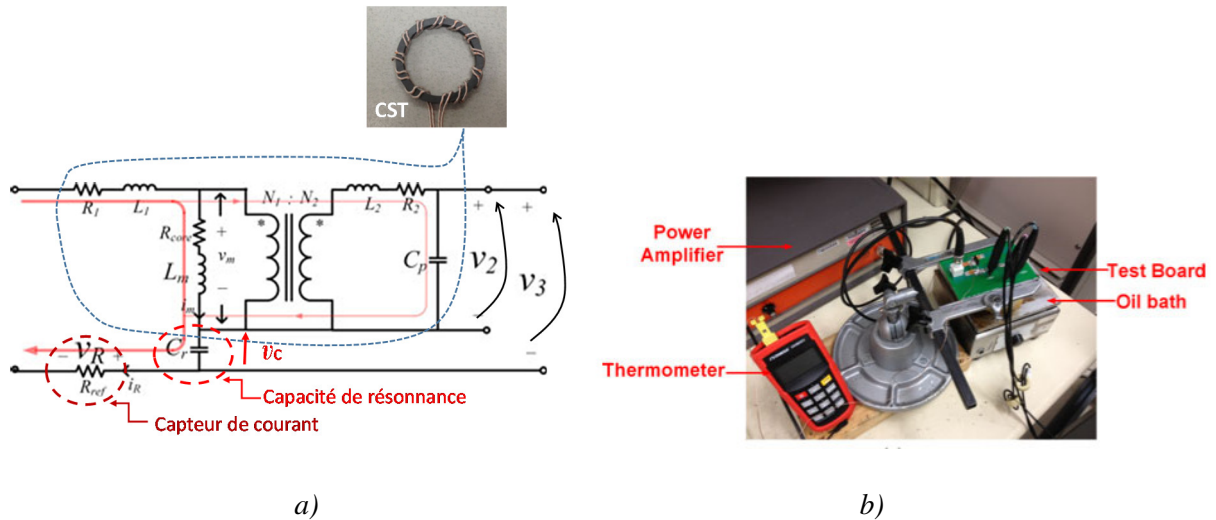 CST
R1
L1
N1 : N2
L2
R2
+
+
*
*
Rcore
+
vm
−
Lm
Cp
v2
v3
im
−
−
Cr
vC
− vR +
Rref
iR
Capacité de résonnance
Capteur de courant
Power
Amplifier
Test Board
Oil bath
Thermometer
a)
b)